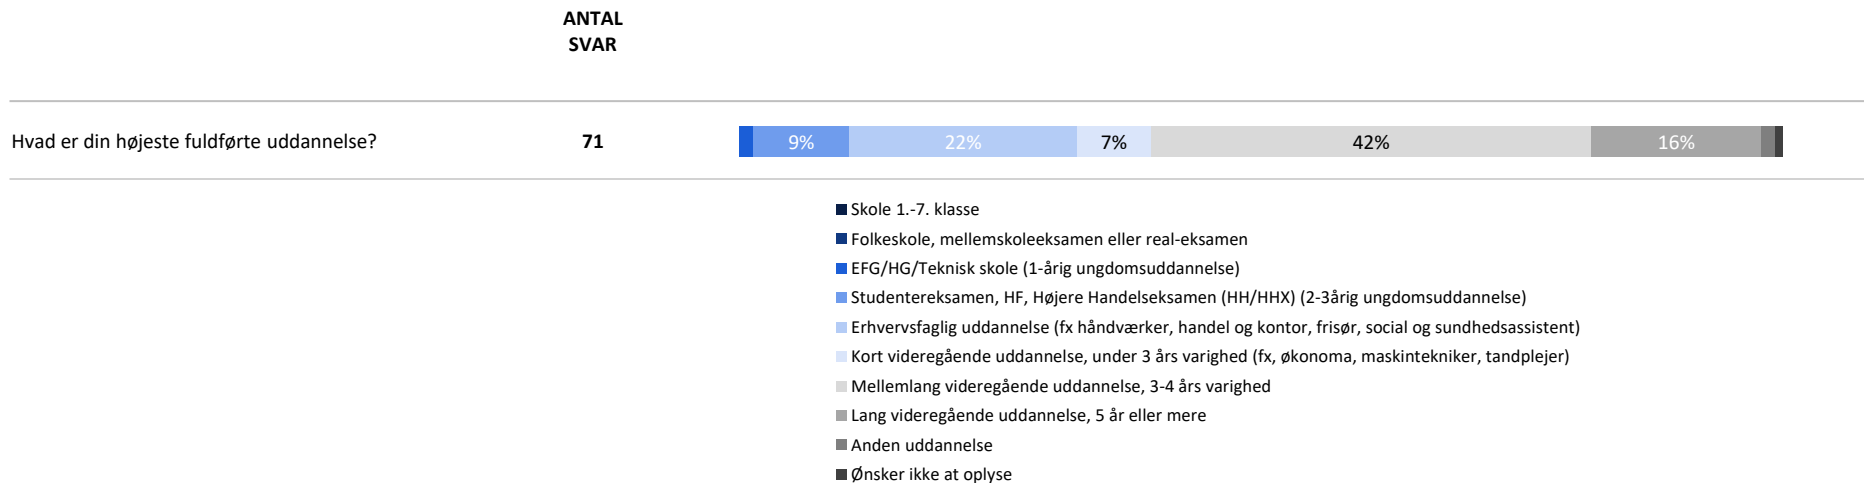 ANTAL
SVAR
Hvad er din højeste fuldførte uddannelse? 71 9% 22% 7% 42% 16%
Skole 1.-7. klasse
Folkeskole, mellemskoleeksamen eller real-eksamen
EFG/HG/Teknisk skole (1-årig ungdomsuddannelse)
Studentereksamen, HF, Højere Handelseksamen (HH/HHX) (2-3årig ungdomsuddannelse)
Erhvervsfaglig uddannelse (fx håndværker, handel og kontor, frisør, social og sundhedsassistent)
Kort videregående uddannelse, under 3 års varighed (fx, økonoma, maskintekniker, tandplejer)
Mellemlang videregående uddannelse, 3-4 års varighed
Lang videregående uddannelse, 5 år eller mere
Anden uddannelse
Ønsker ikke at oplyse